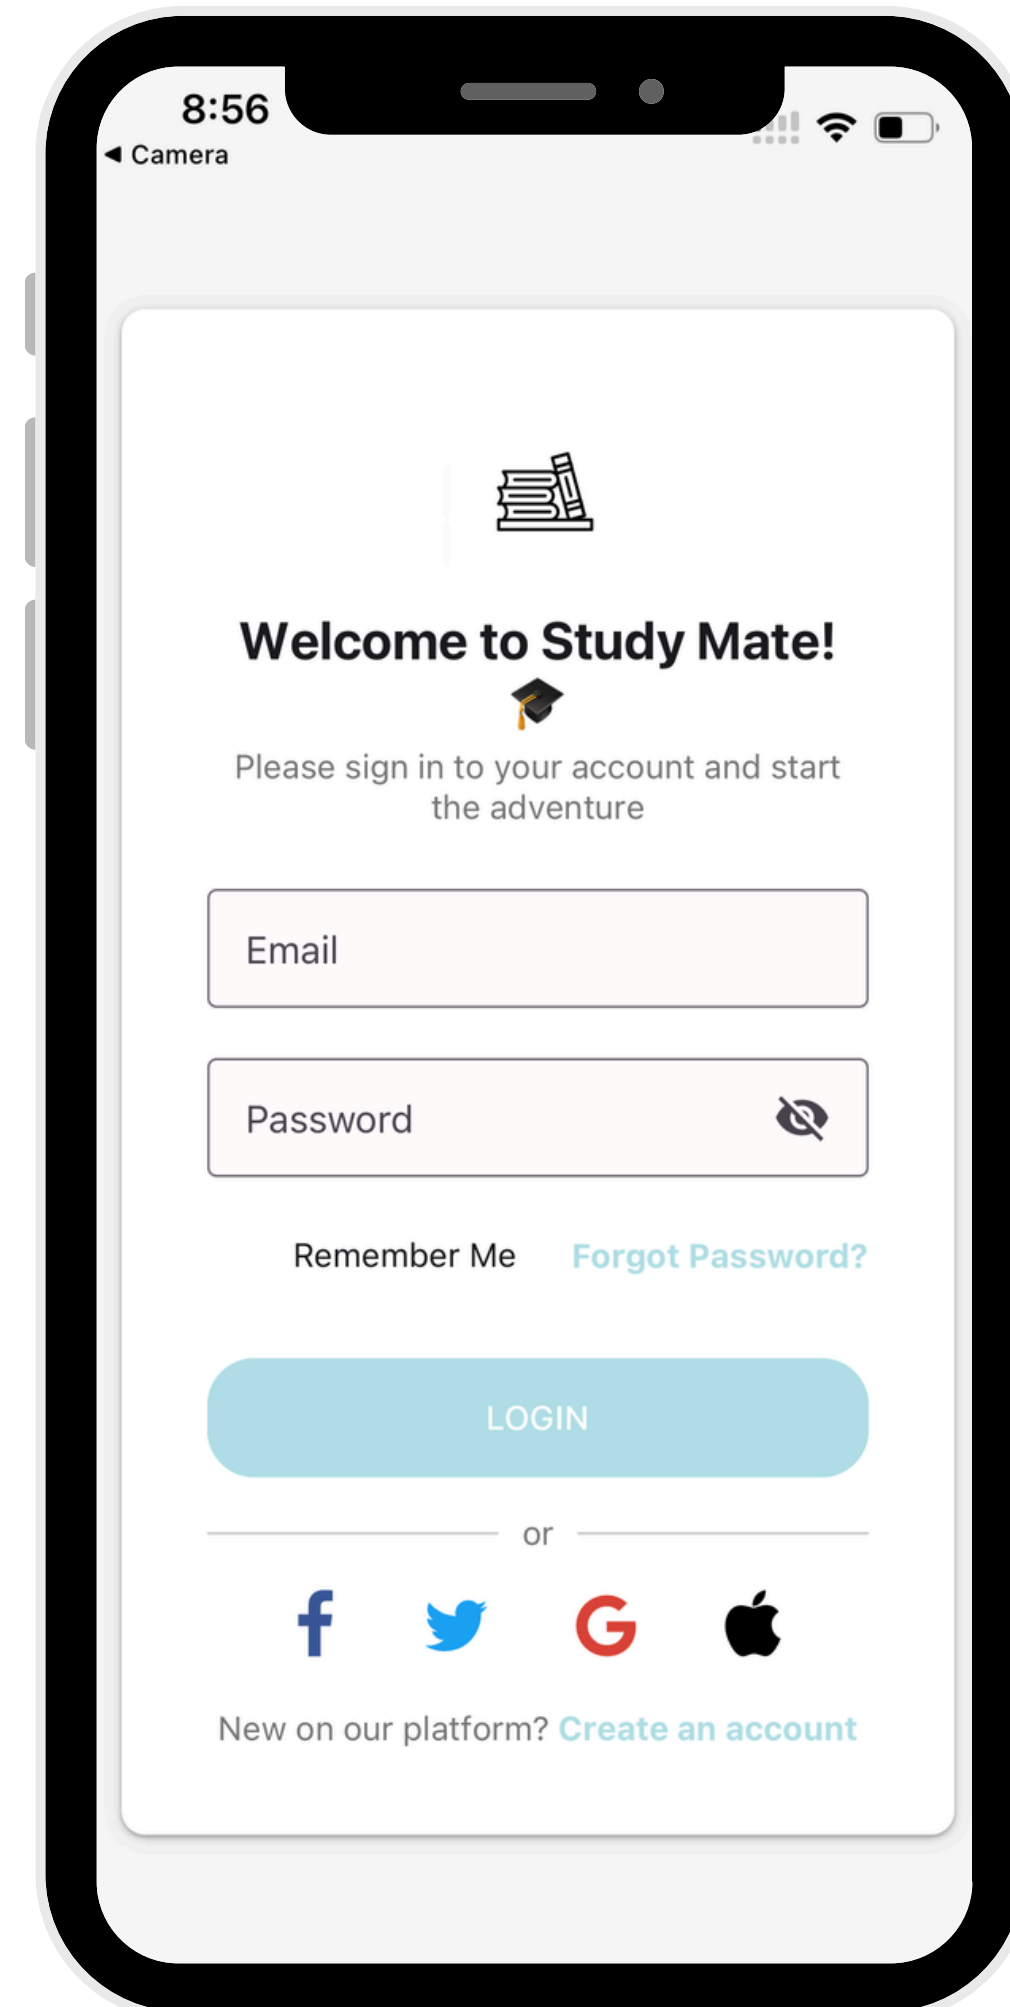 8:56
◀ Camera
Welcome to Study Mate!
🎓
Please sign in to your account and start
the adventure
Email
Password
Remember Me Forgot Password?
LOGIN
or
New on our platform? Create an account